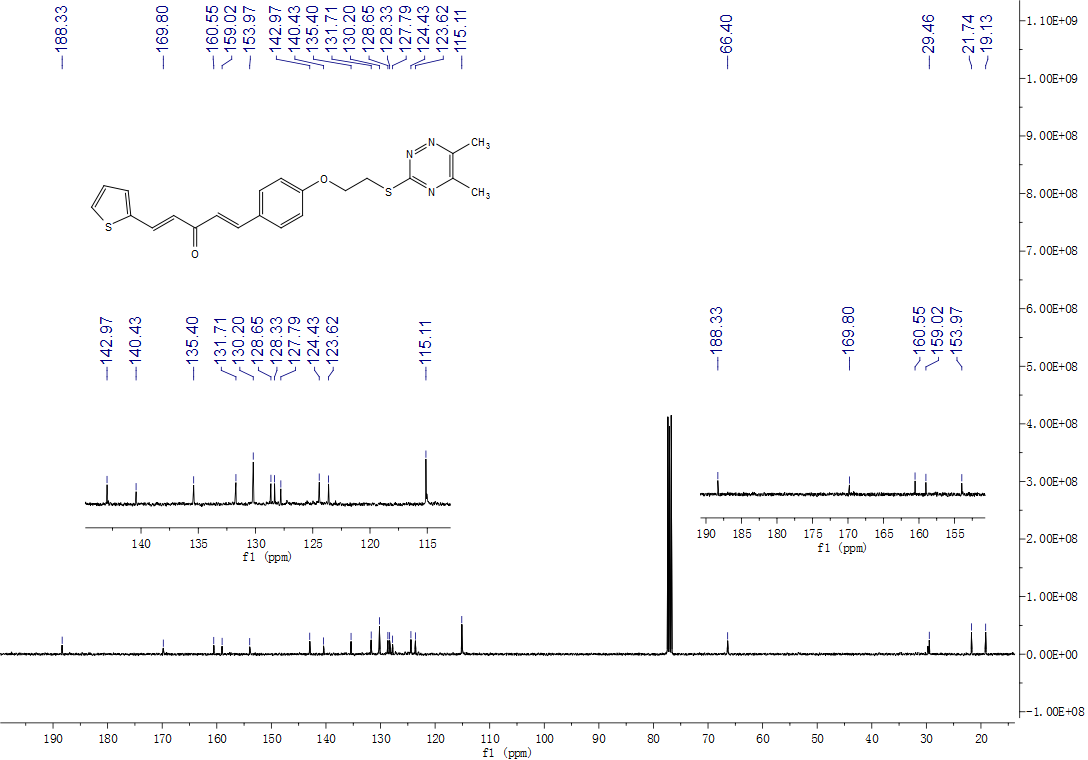 188.33
169.80
160.55
159.02
153.97
142.97
140.43
135.40
131.71
130.20
128.65
128.33
127.79
124.43
123.62
115.11
66.40
29.46
21.74
19.13
N
N
CH3
O
S
N
CH3
S
O
142.97
140.43
135.40
131.71
130.20
128.65
128.33
127.79
124.43
123.62
115.11
140 135 130 125 120 115
f1 (ppm)
188.33
169.80
160.55
159.02
153.97
190 185 180 175 170 165 160 155
f1 (ppm)
1.10E+09
1.00E+09
9.00E+08
8.00E+08
7.00E+08
6.00E+08
5.00E+08
4.00E+08
3.00E+08
2.00E+08
1.00E+08
0.00E+00
-1.00E+08
190 180 170 160 150 140 130 120 110 100 90 80 70 60 50 40 30 20
f1 (ppm)